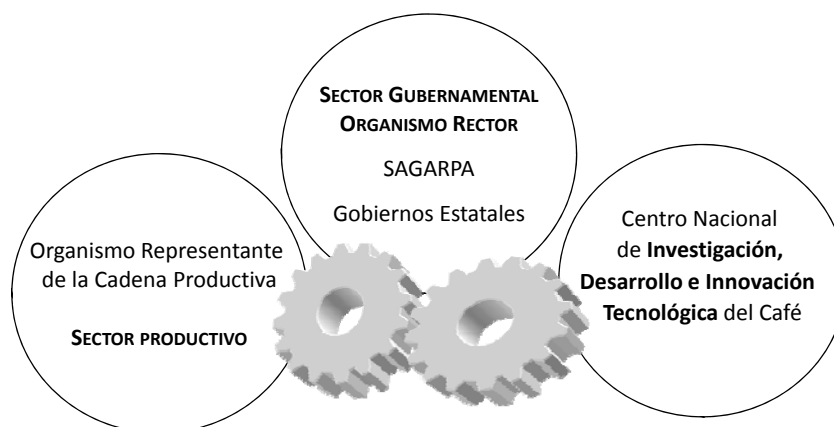 SECTOR GUBERNAMENTAL
ORGANISMO RECTOR
SAGARPA
Gobiernos Estatales
Organismo Representante
de la Cadena Productiva
SECTOR PRODUCTIVO
Centro Nacional
de Investigación,
Desarrollo e Innovación
Tecnológica del Café